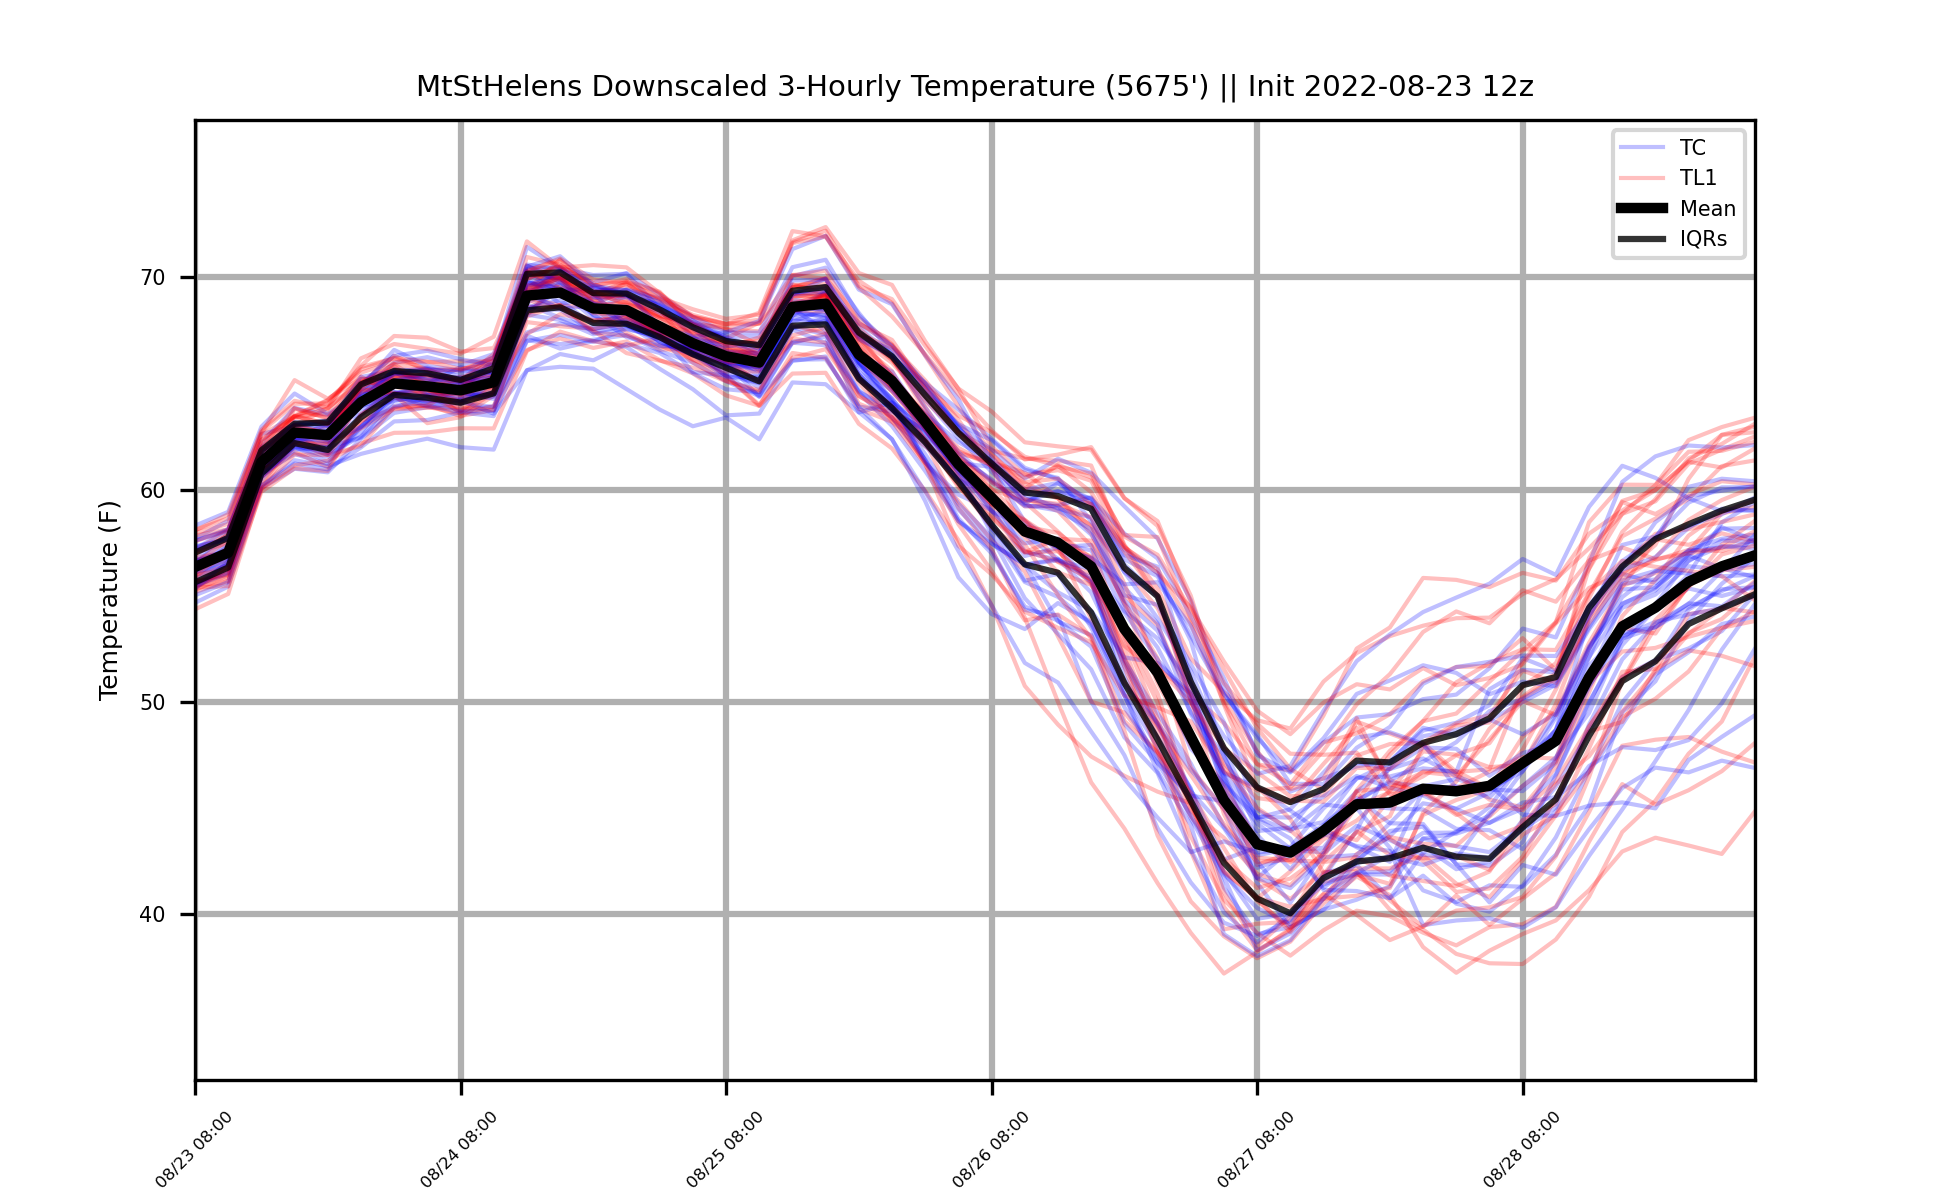 MtStHelens Downscaled 3-Hourly Temperature (5675') || Init 2022-08-23 12z
TC
TL1
Mean
IQRs
Temperature (F)
70
60
50
40
08/23 08:00
08/24 08:00
08/25 08:00
08/26 08:00
08/27 08:00
08/28 08:00